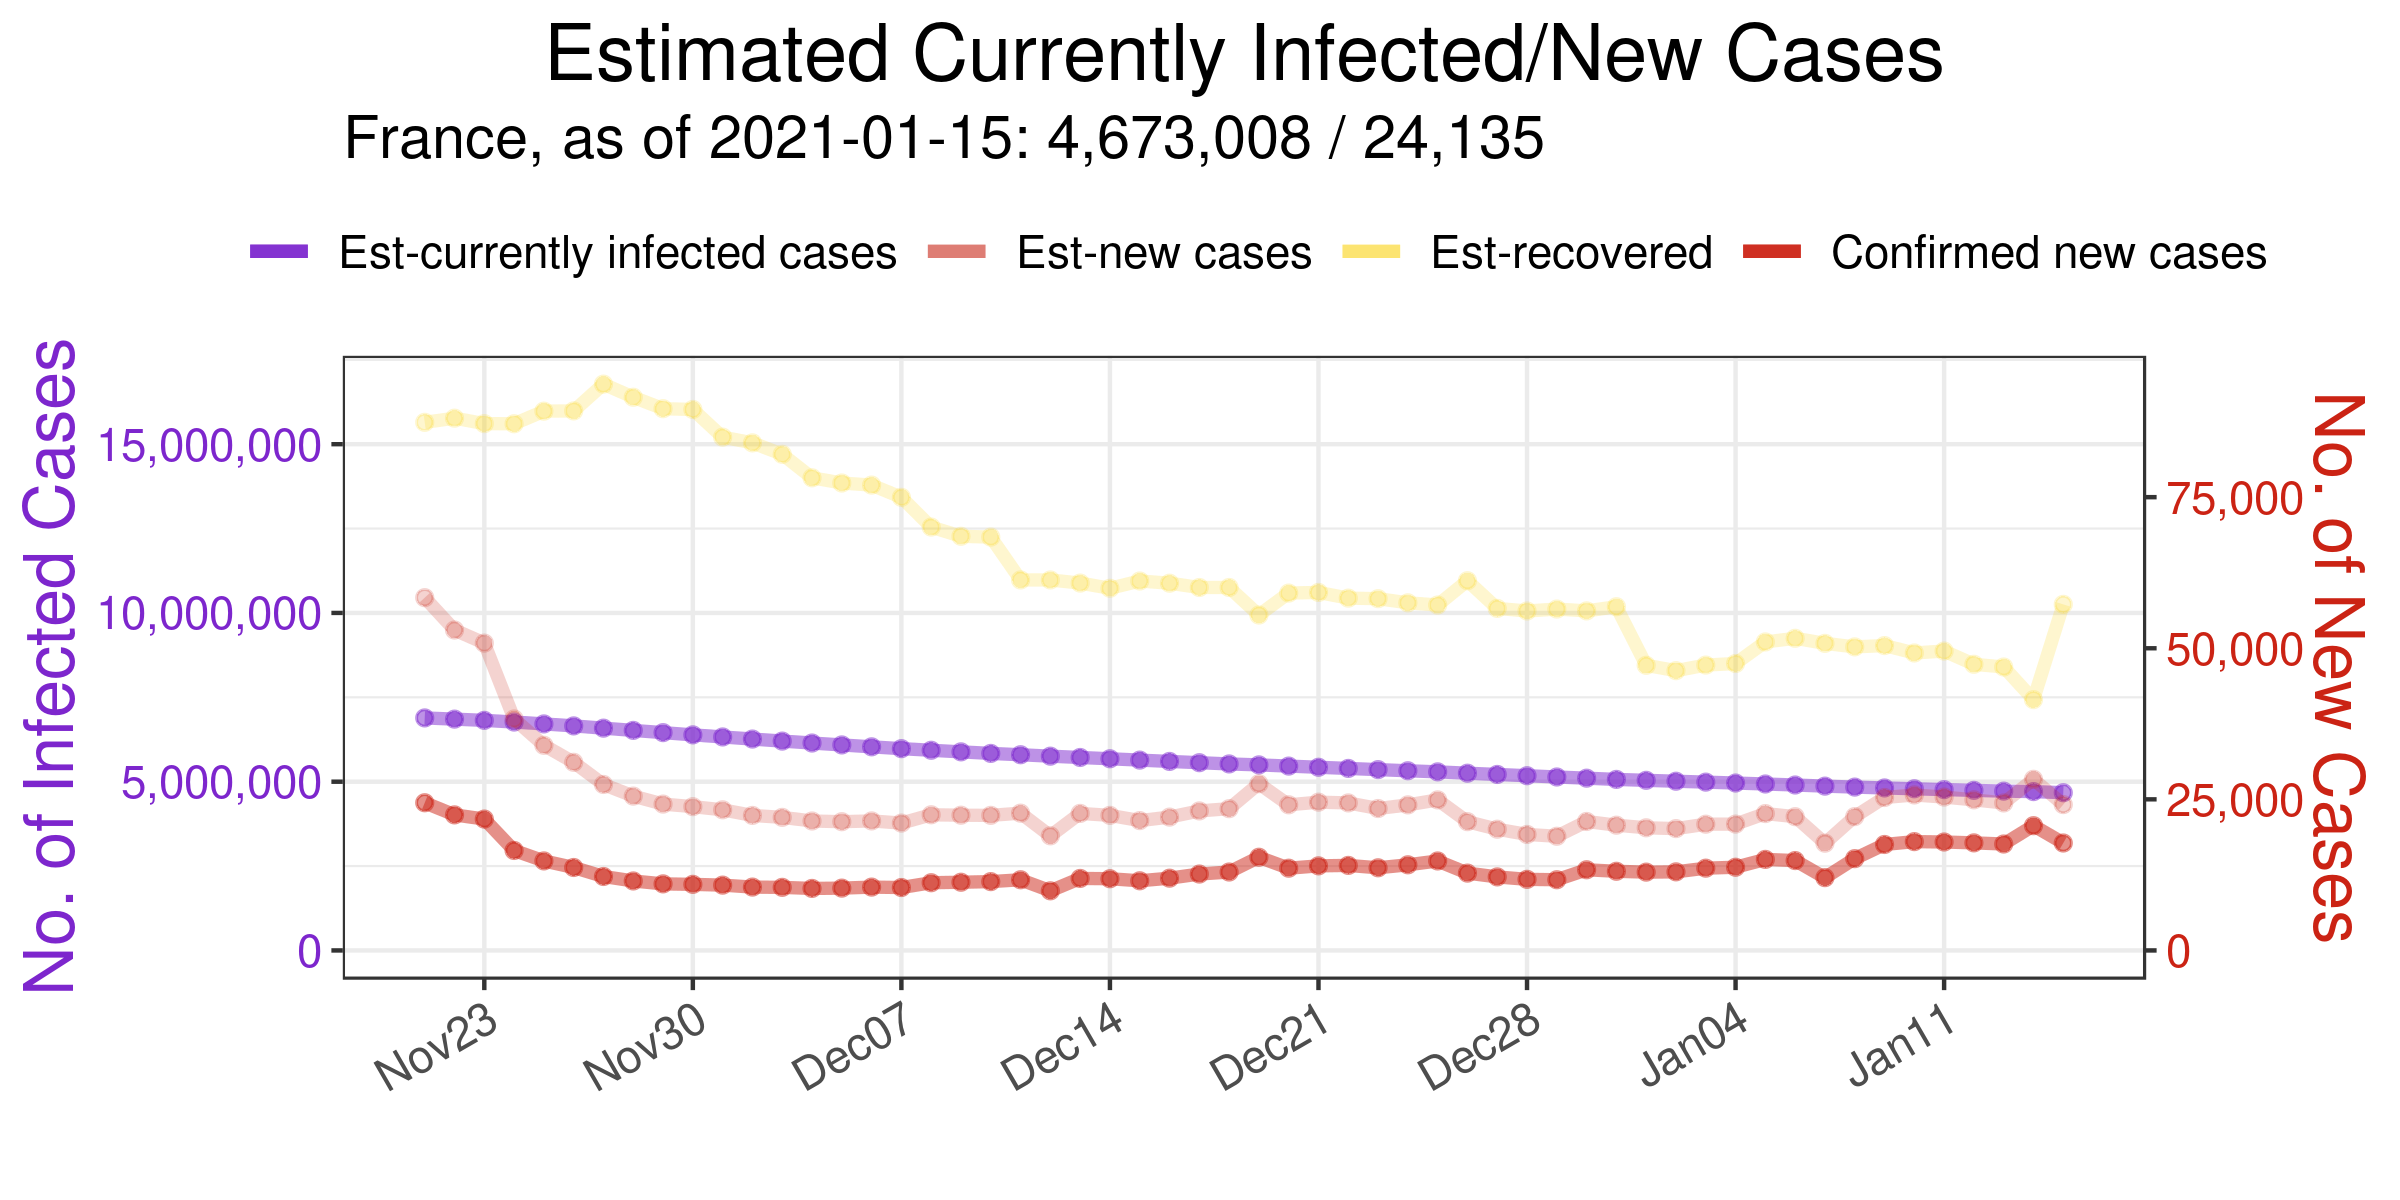 Estimated Currently Infected/New Cases
France, as of 2021-01-15: 4,673,008 / 24,135
Est-currently infected cases Est-new cases Est-recovered Confirmed new cases
No. of Infected Cases
15,000,000
10,000,000
5,000,000
0
75,000
50,000
25,000
0
No. of New Cases
Nov23 Nov30 Dec07 Dec14 Dec21 Dec28 Jan04 Jan11